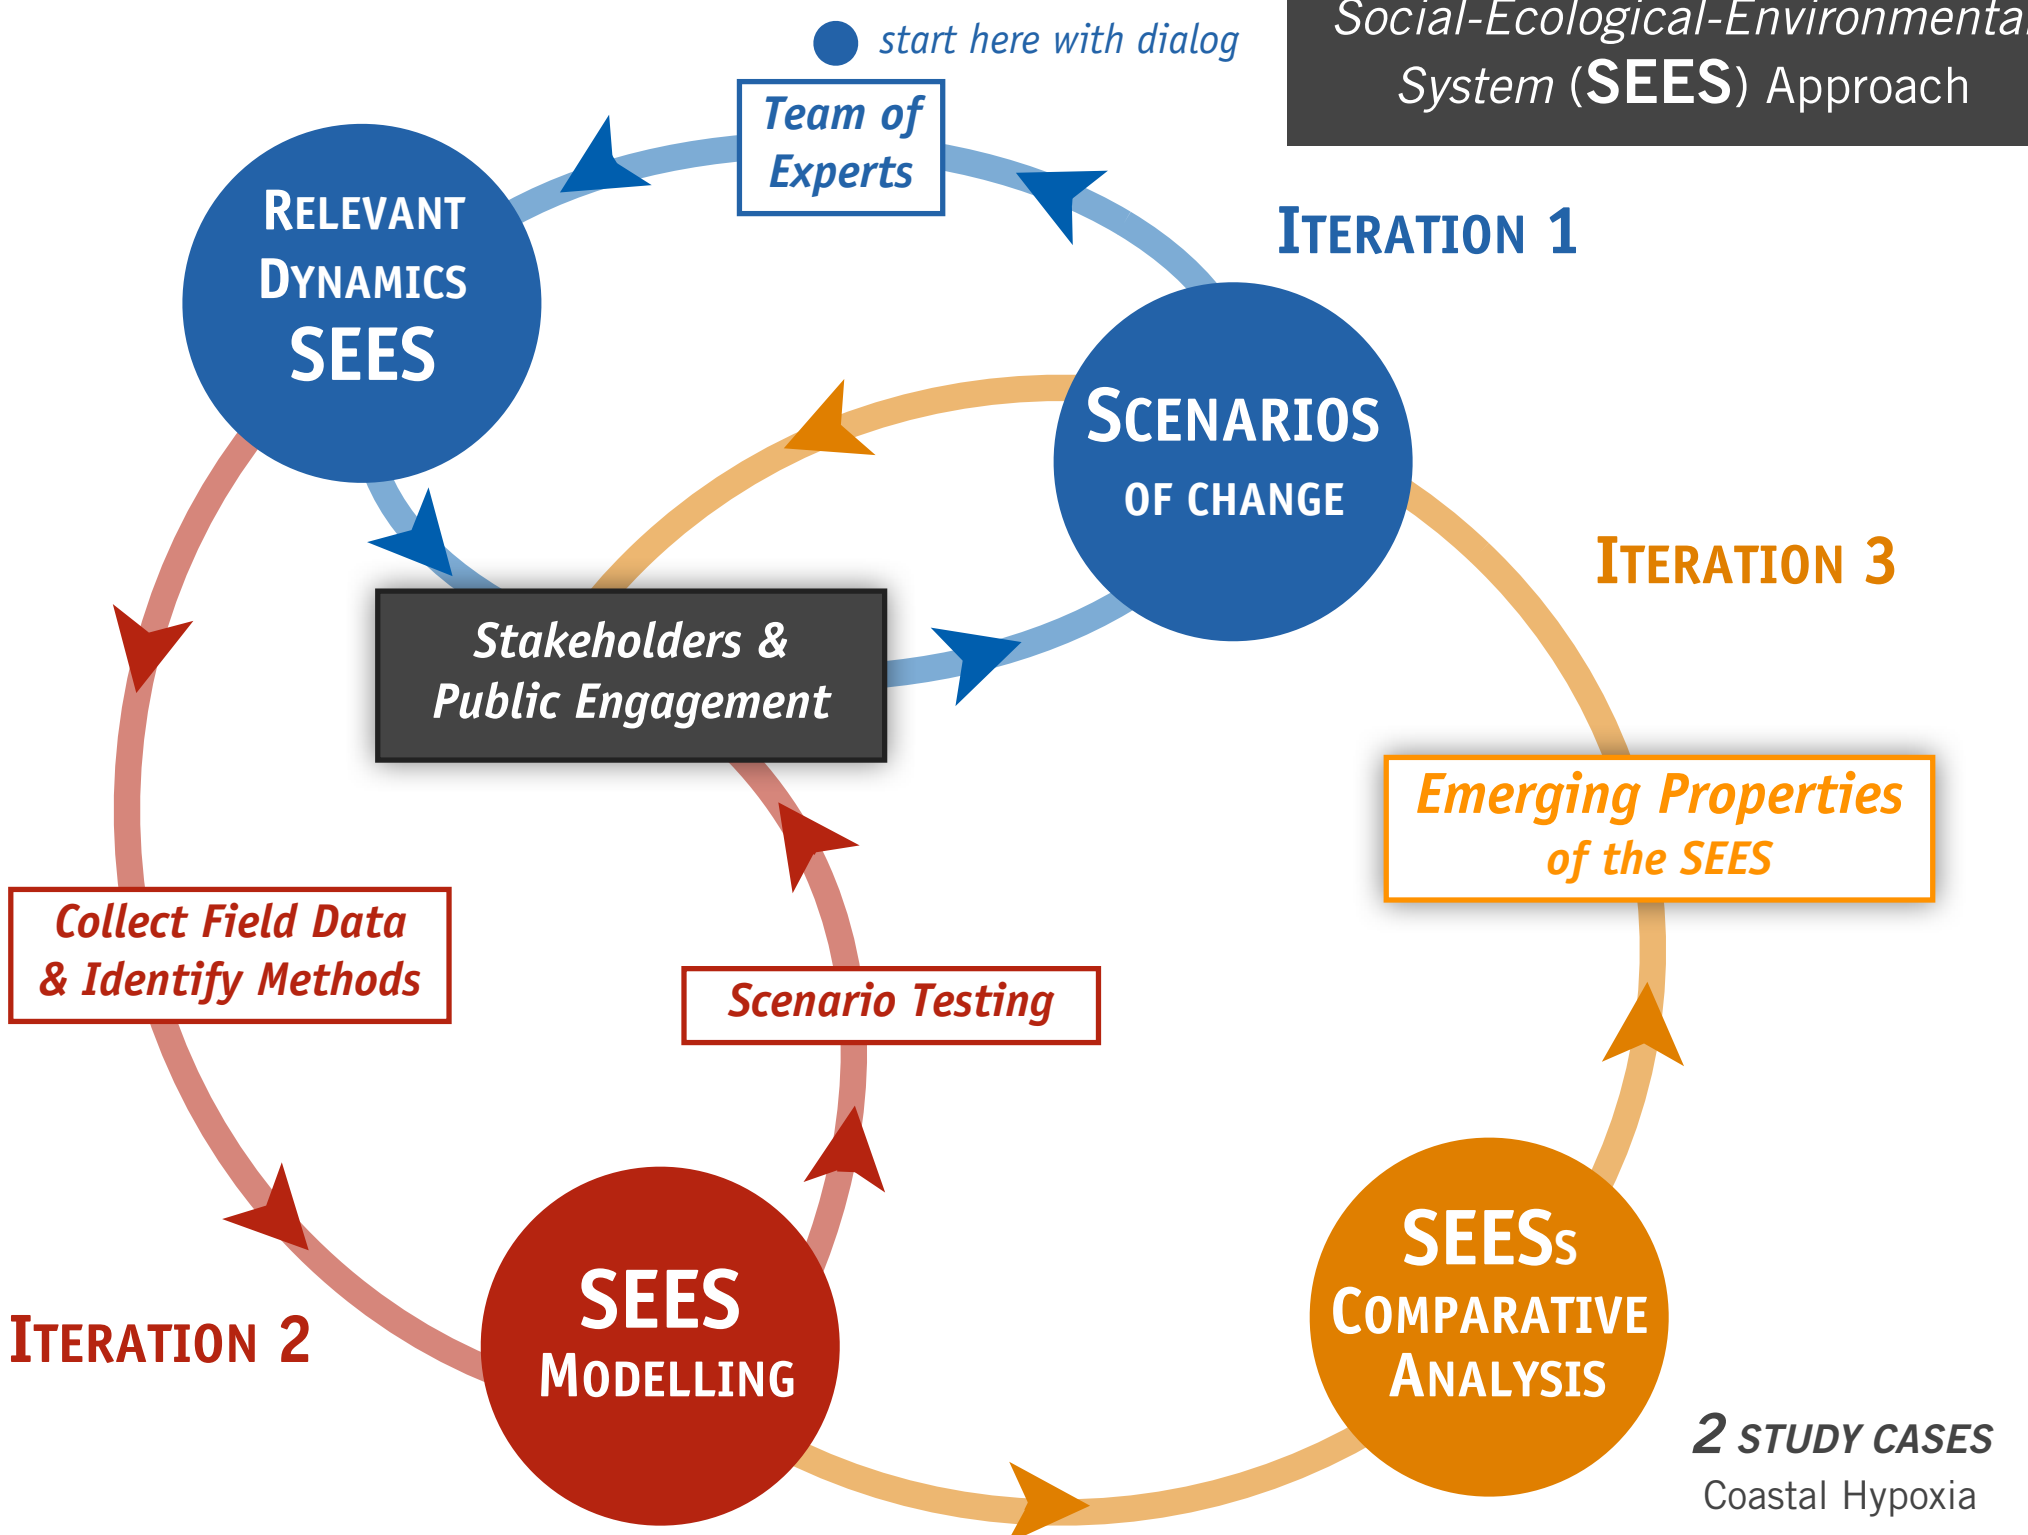 start here with dialog
Social-Ecological-Environmental
System (SEES) Approach
Team of
Experts
RELEVANT
DYNAMICS
SEES
ITERATION 1
SCENARIOS
OF CHANGE
ITERATION 3
Stakeholders &
Public Engagement
Emerging Properties
of the SEES
Collect Field Data
& Identify Methods
Scenario Testing
ITERATION 2
SEES
MODELLING
SEESs
COMPARATIVE
ANALYSIS
2 STUDY CASES
Coastal Hypoxia